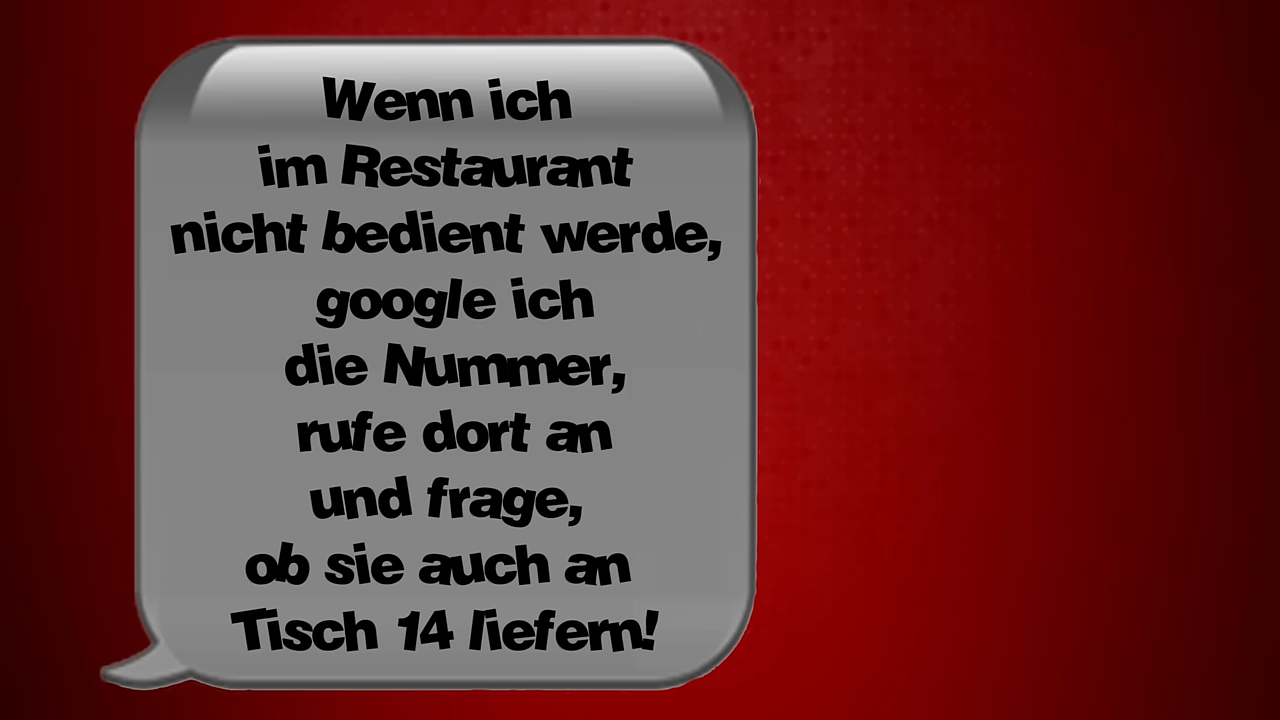 Wenn ich
im Restaurant
nicht bedient werde,
google ich
die Nummer,
rufe dort an
und frage,
ob sie auch an
Tisch 14 liefern!